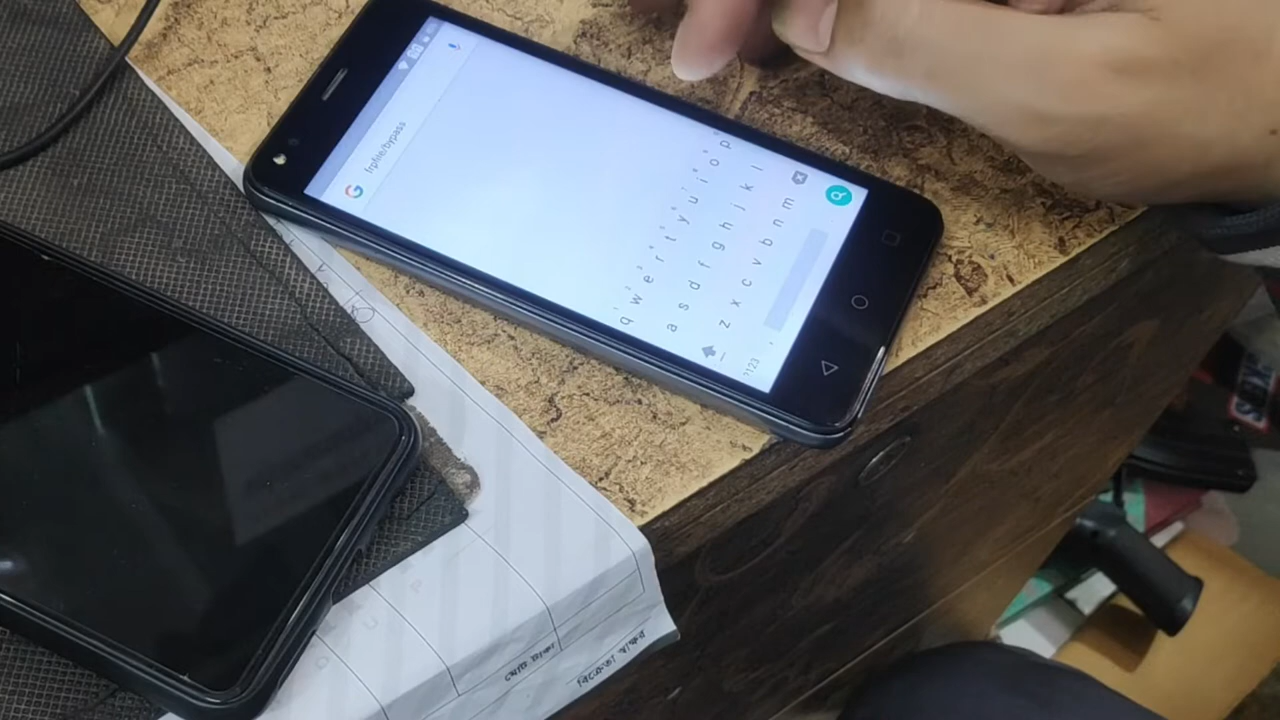 frpfile/bypass
q w e r t y u i o p
a s d f g h j k l
z x c v b n m
?123 ,
মোট টাকা
বিক্রেতা স্বাক্ষর